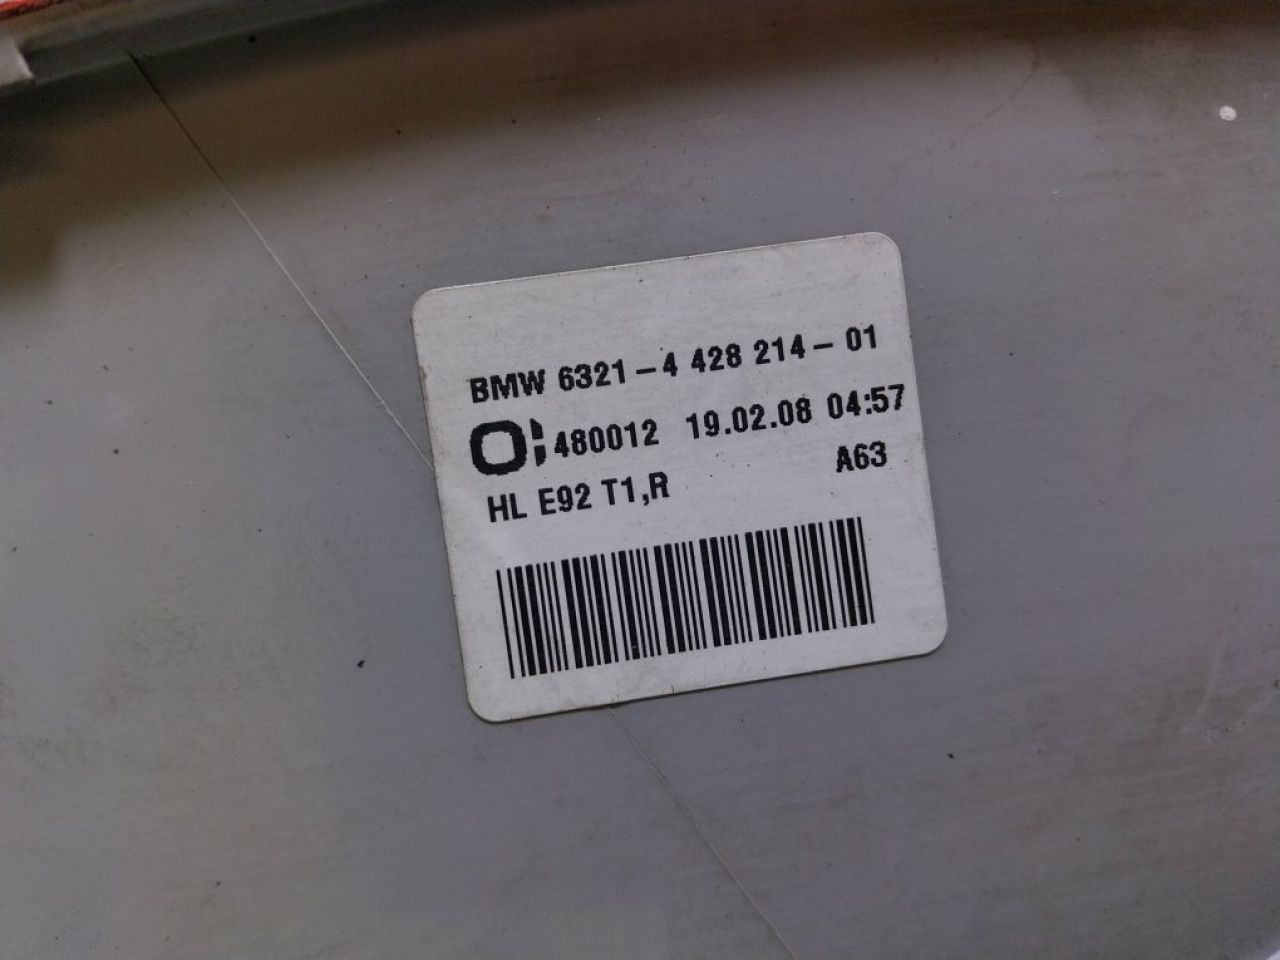 BMW 6321-4 428 214-01
480012 19.02.08 04:57
HL E92 T1,R A63